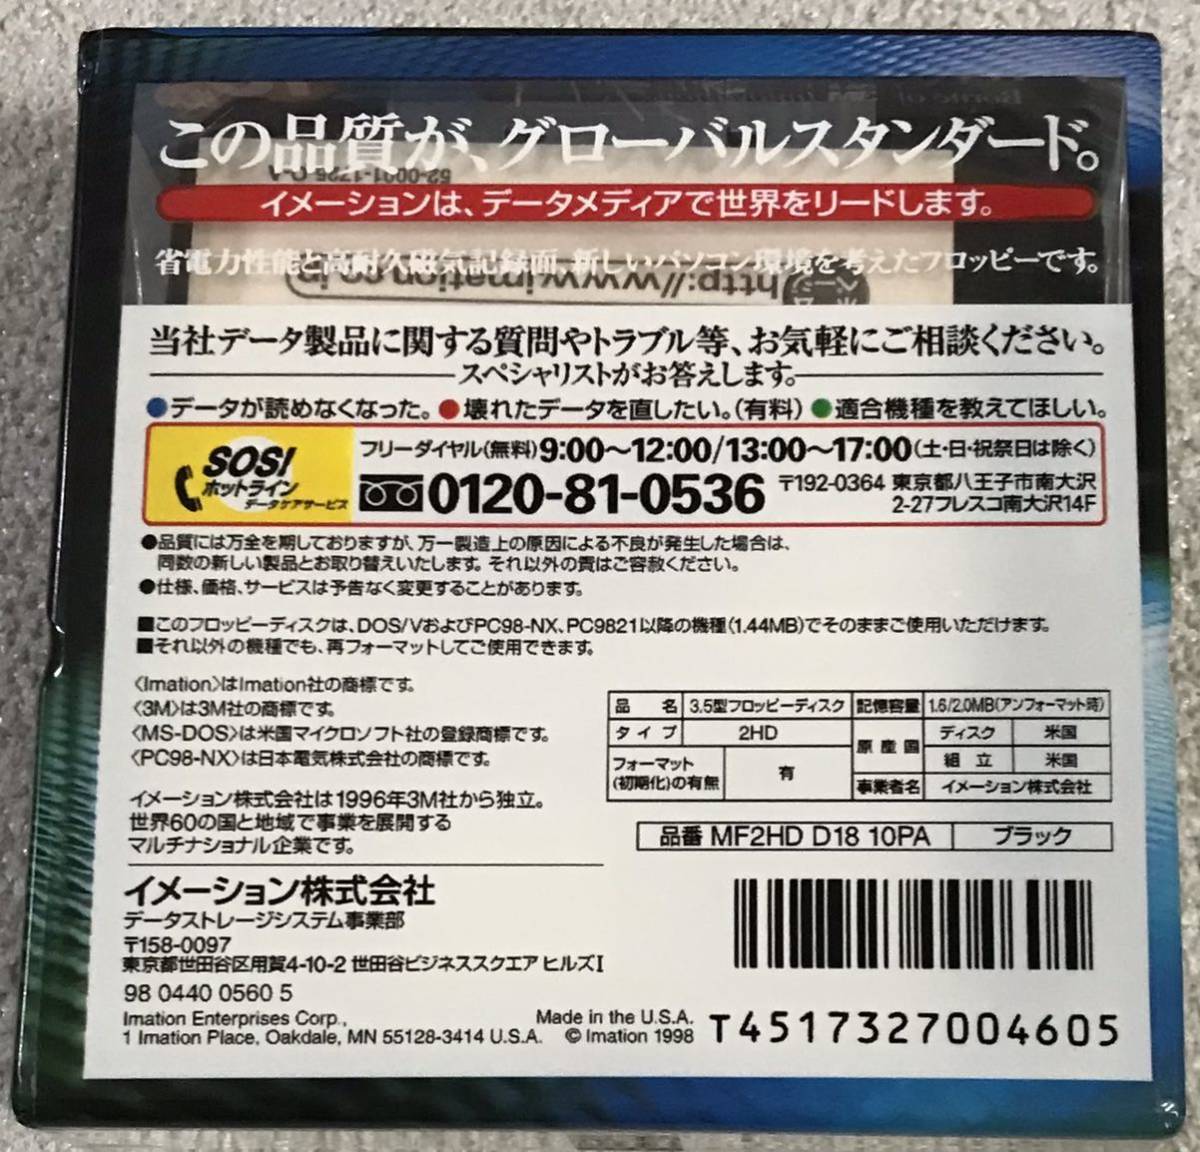 この品質が、グローバルスタンダード。
52-0001-1726
イメーションは、データメディアで世界をリードします。
省電力性能と高耐久磁気記録面、新しいパソコン環境を考えたフロッピーです。
http://www.imation.co.jp
当社データ製品に関する質問やトラブル等、お気軽にご相談ください。
スペシャリストがお答えします。
●データが読めなくなった。●壊れたデータを直したい。(有料)●適合機種を教えてほしい。
SOS!
ホットライン
データケアサービス
フリーダイヤル(無料)9:00〜12:00/13:00〜17:00(土・日・祝祭日は除く)
0120-81-0536
〒192-0364 東京都八王子市南大沢
2-27フレスコ南大沢14F
●品質には万全を期しておりますが、万一製造上の原因による不良が発生した場合は、
同数の新しい製品とお取り替えいたします。それ以外の責はご容赦ください。
●仕様、価格、サービスは予告なく変更することがあります。
■このフロッピーディスクは、DOS/VおよびPC98-NX、PC9821以降の機種(1.44MB)でそのままご使用いただけます。
■それ以外の機種でも、再フォーマットしてご使用できます。
〈Imation〉はImation社の商標です。
〈3M〉は3M社の商標です。
〈MS-DOS〉は米国マイクロソフト社の登録商標です。
〈PC98-NX〉は日本電気株式会社の商標です。
イメーション株式会社は1996年3M社から独立。
世界60の国と地域で事業を展開する
マルチナショナル企業です。
品名 3.5型フロッピーディスク 記憶容量 1.6/2.0MB(アンフォーマット時)
タイプ 2HD 原産国 ディスク 米国
フォーマット(初期化)の有無 有 組立 米国
事業者名 イメーション株式会社
品番 MF2HD D18 10PA ブラック
イメーション株式会社
データストレージシステム事業部
〒158-0097
東京都世田谷区用賀4-10-2 世田谷ビジネススクエア ヒルズI
98 0440 0560 5
Imation Enterprises Corp.,
1 Imation Place, Oakdale, MN 55128-3414 U.S.A.
Made in the U.S.A.
© Imation 1998
T4517327004605